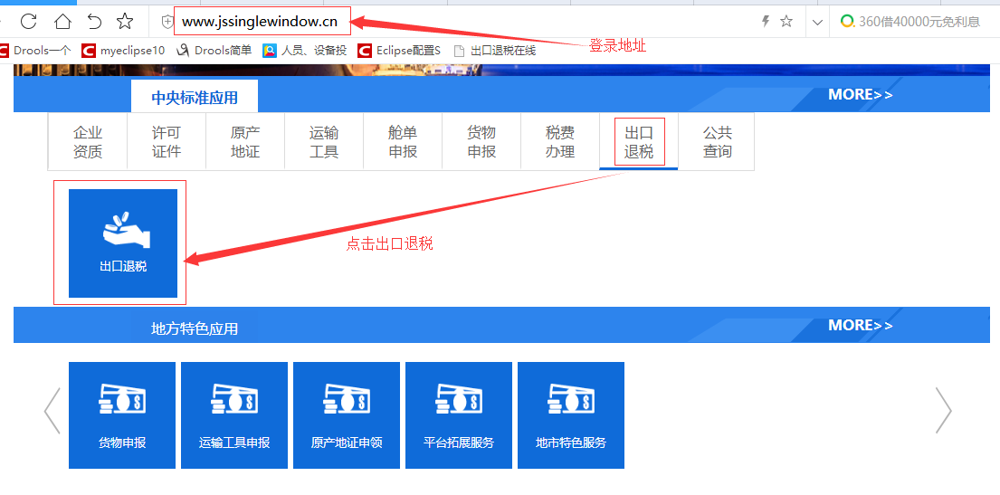 www.jssinglewindow.cn
360借40000元免利息
登录地址
Drools一个
myeclipse10
Drools简单
人员、设备投
Eclipse配置S
出口退税在线
中央标准应用
MORE>>
企业
资质
许可
证件
原产
地证
运输
工具
舱单
申报
货物
申报
税费
办理
出口
退税
公共
查询
点击出口退税
出口退税
地方特色应用
MORE>>
货物申报
运输工具申报
原产地证申领
平台拓展服务
地市特色服务